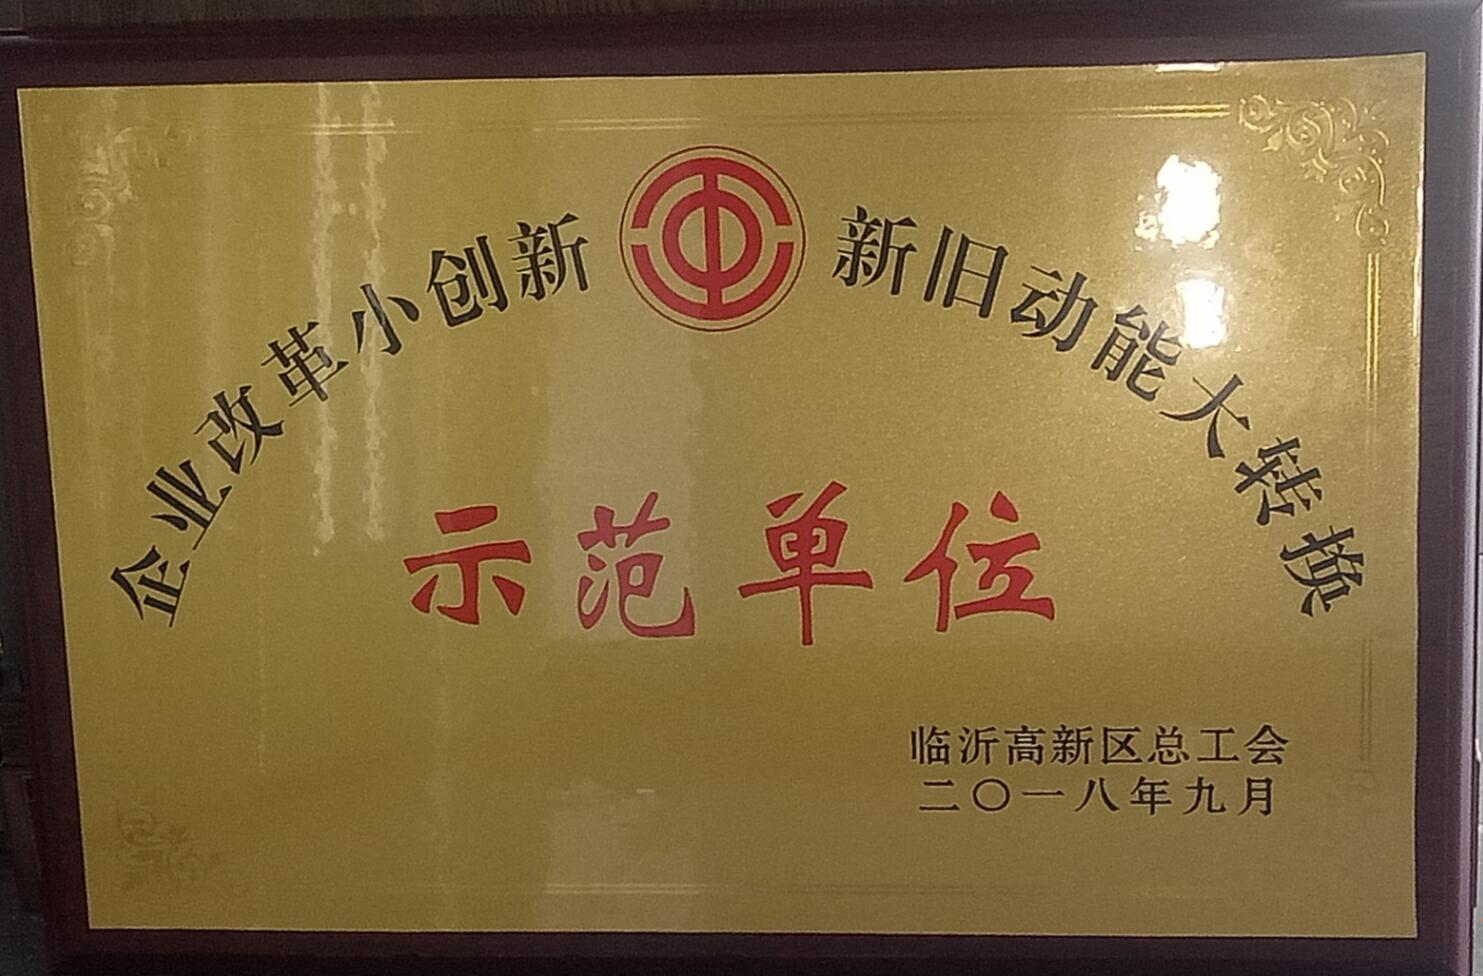 企业改革小创新 新旧动能大转换
示范单位
临沂高新区总工会
二〇一八年九月